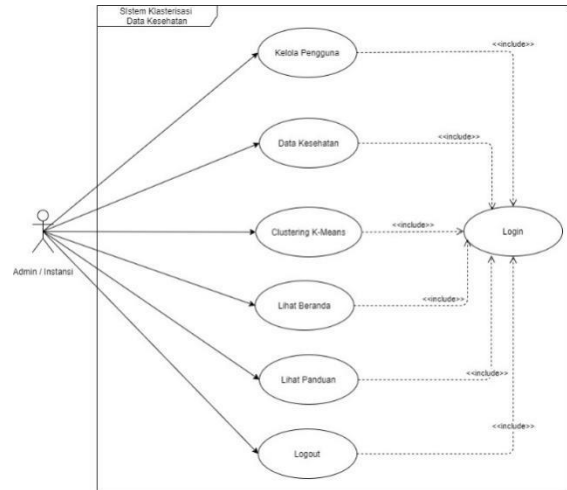 Sistem Klasterisasi
Data Kesehatan
Kelola Pengguna
<<include>>
Data Kesehatan
<<include>>
Clustering K-Means
<<include>>
Login
Admin / Instansi
Lihat Beranda
<<include>>
Lihat Panduan
<<include>>
Logout
<<include>>